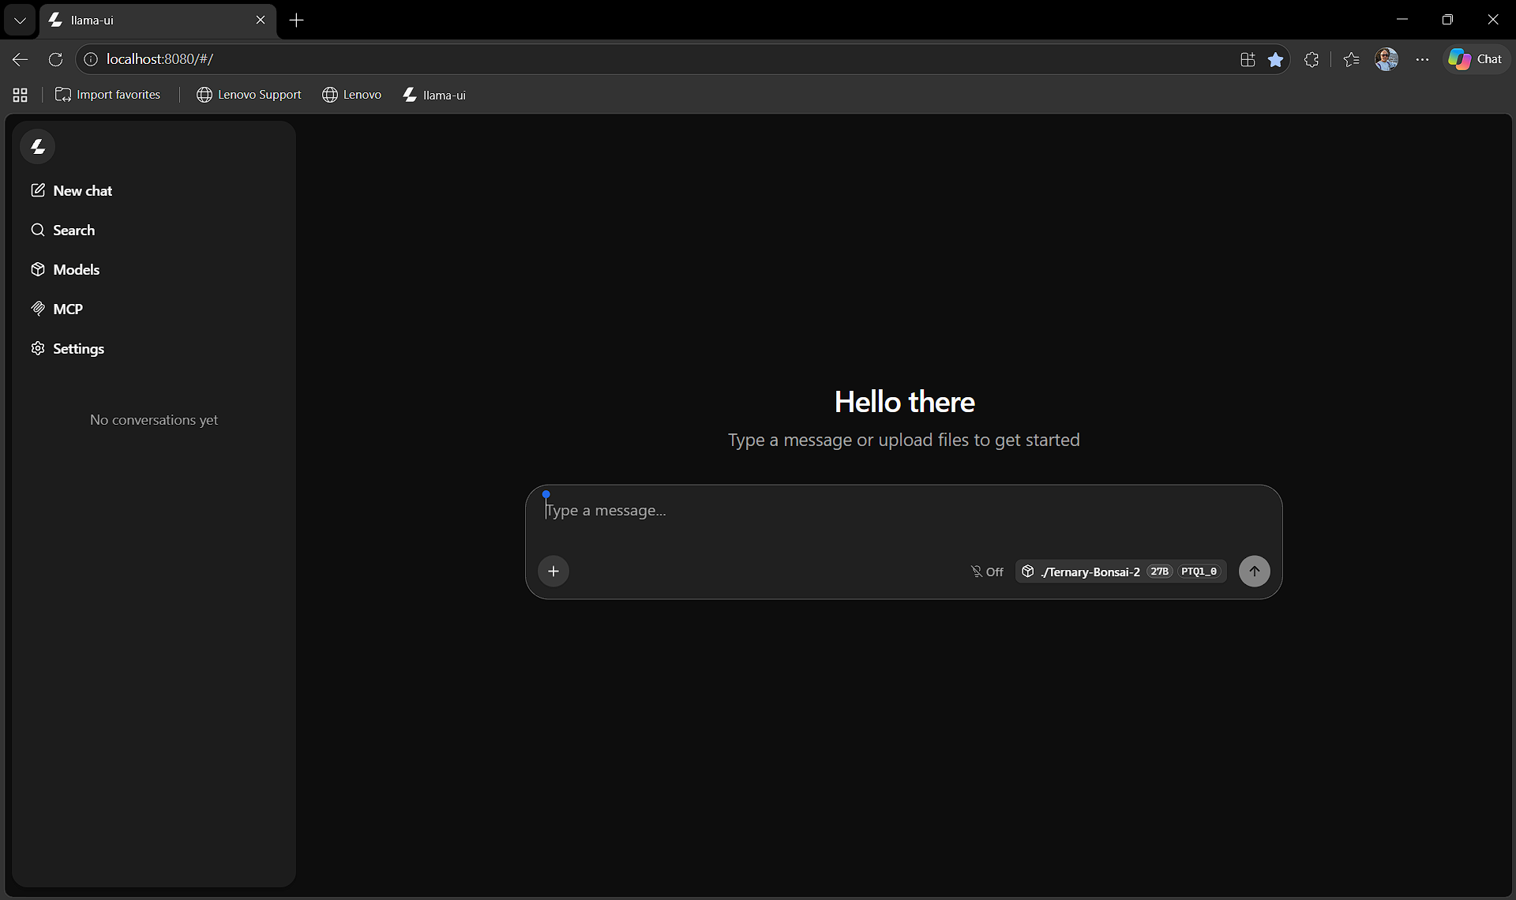 llama-ui
localhost:8080/#/
Chat
Import favorites
Lenovo Support
Lenovo
llama-ui
New chat
Search
Models
MCP
Settings
No conversations yet
Hello there
Type a message or upload files to get started
Type a message...
Off
./Ternary-Bonsai-2 27B PTQ1_0